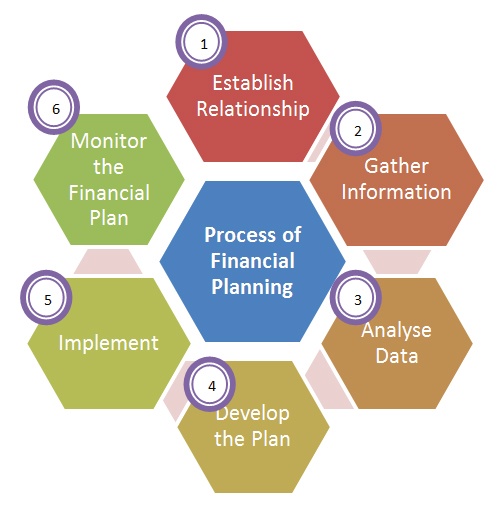 1
Establish
Relationship
2
Gather
Information
3
Analyse
Data
4
Develop
the Plan
5
Implement
6
Monitor
the
Financial
Plan
Process of
Financial
Planning